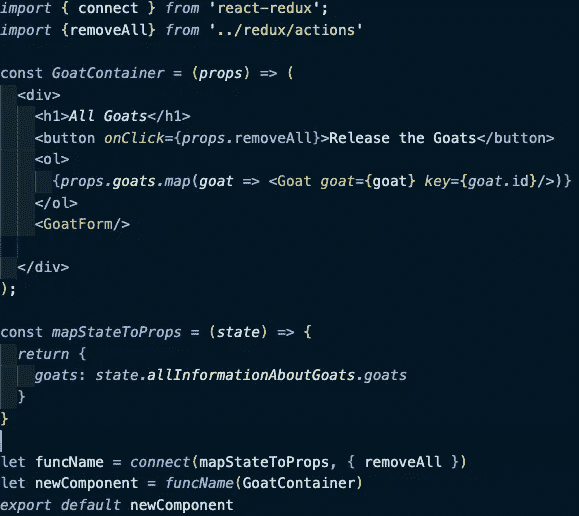 import { connect } from 'react-redux';
import {removeAll} from '../redux/actions'
const GoatContainer = (props) => (
<div>
<h1>All Goats</h1>
<button onClick={props.removeAll}>Release the Goats</button>
<ol>
{props.goats.map(goat => <Goat goat={goat} key={goat.id}/>)}
</ol>
<GoatForm/>
</div>
);
const mapStateToProps = (state) => {
return {
goats: state.allInformationAboutGoats.goats
}
}
let funcName = connect(mapStateToProps, { removeAll })
let newComponent = funcName(GoatContainer)
export default newComponent